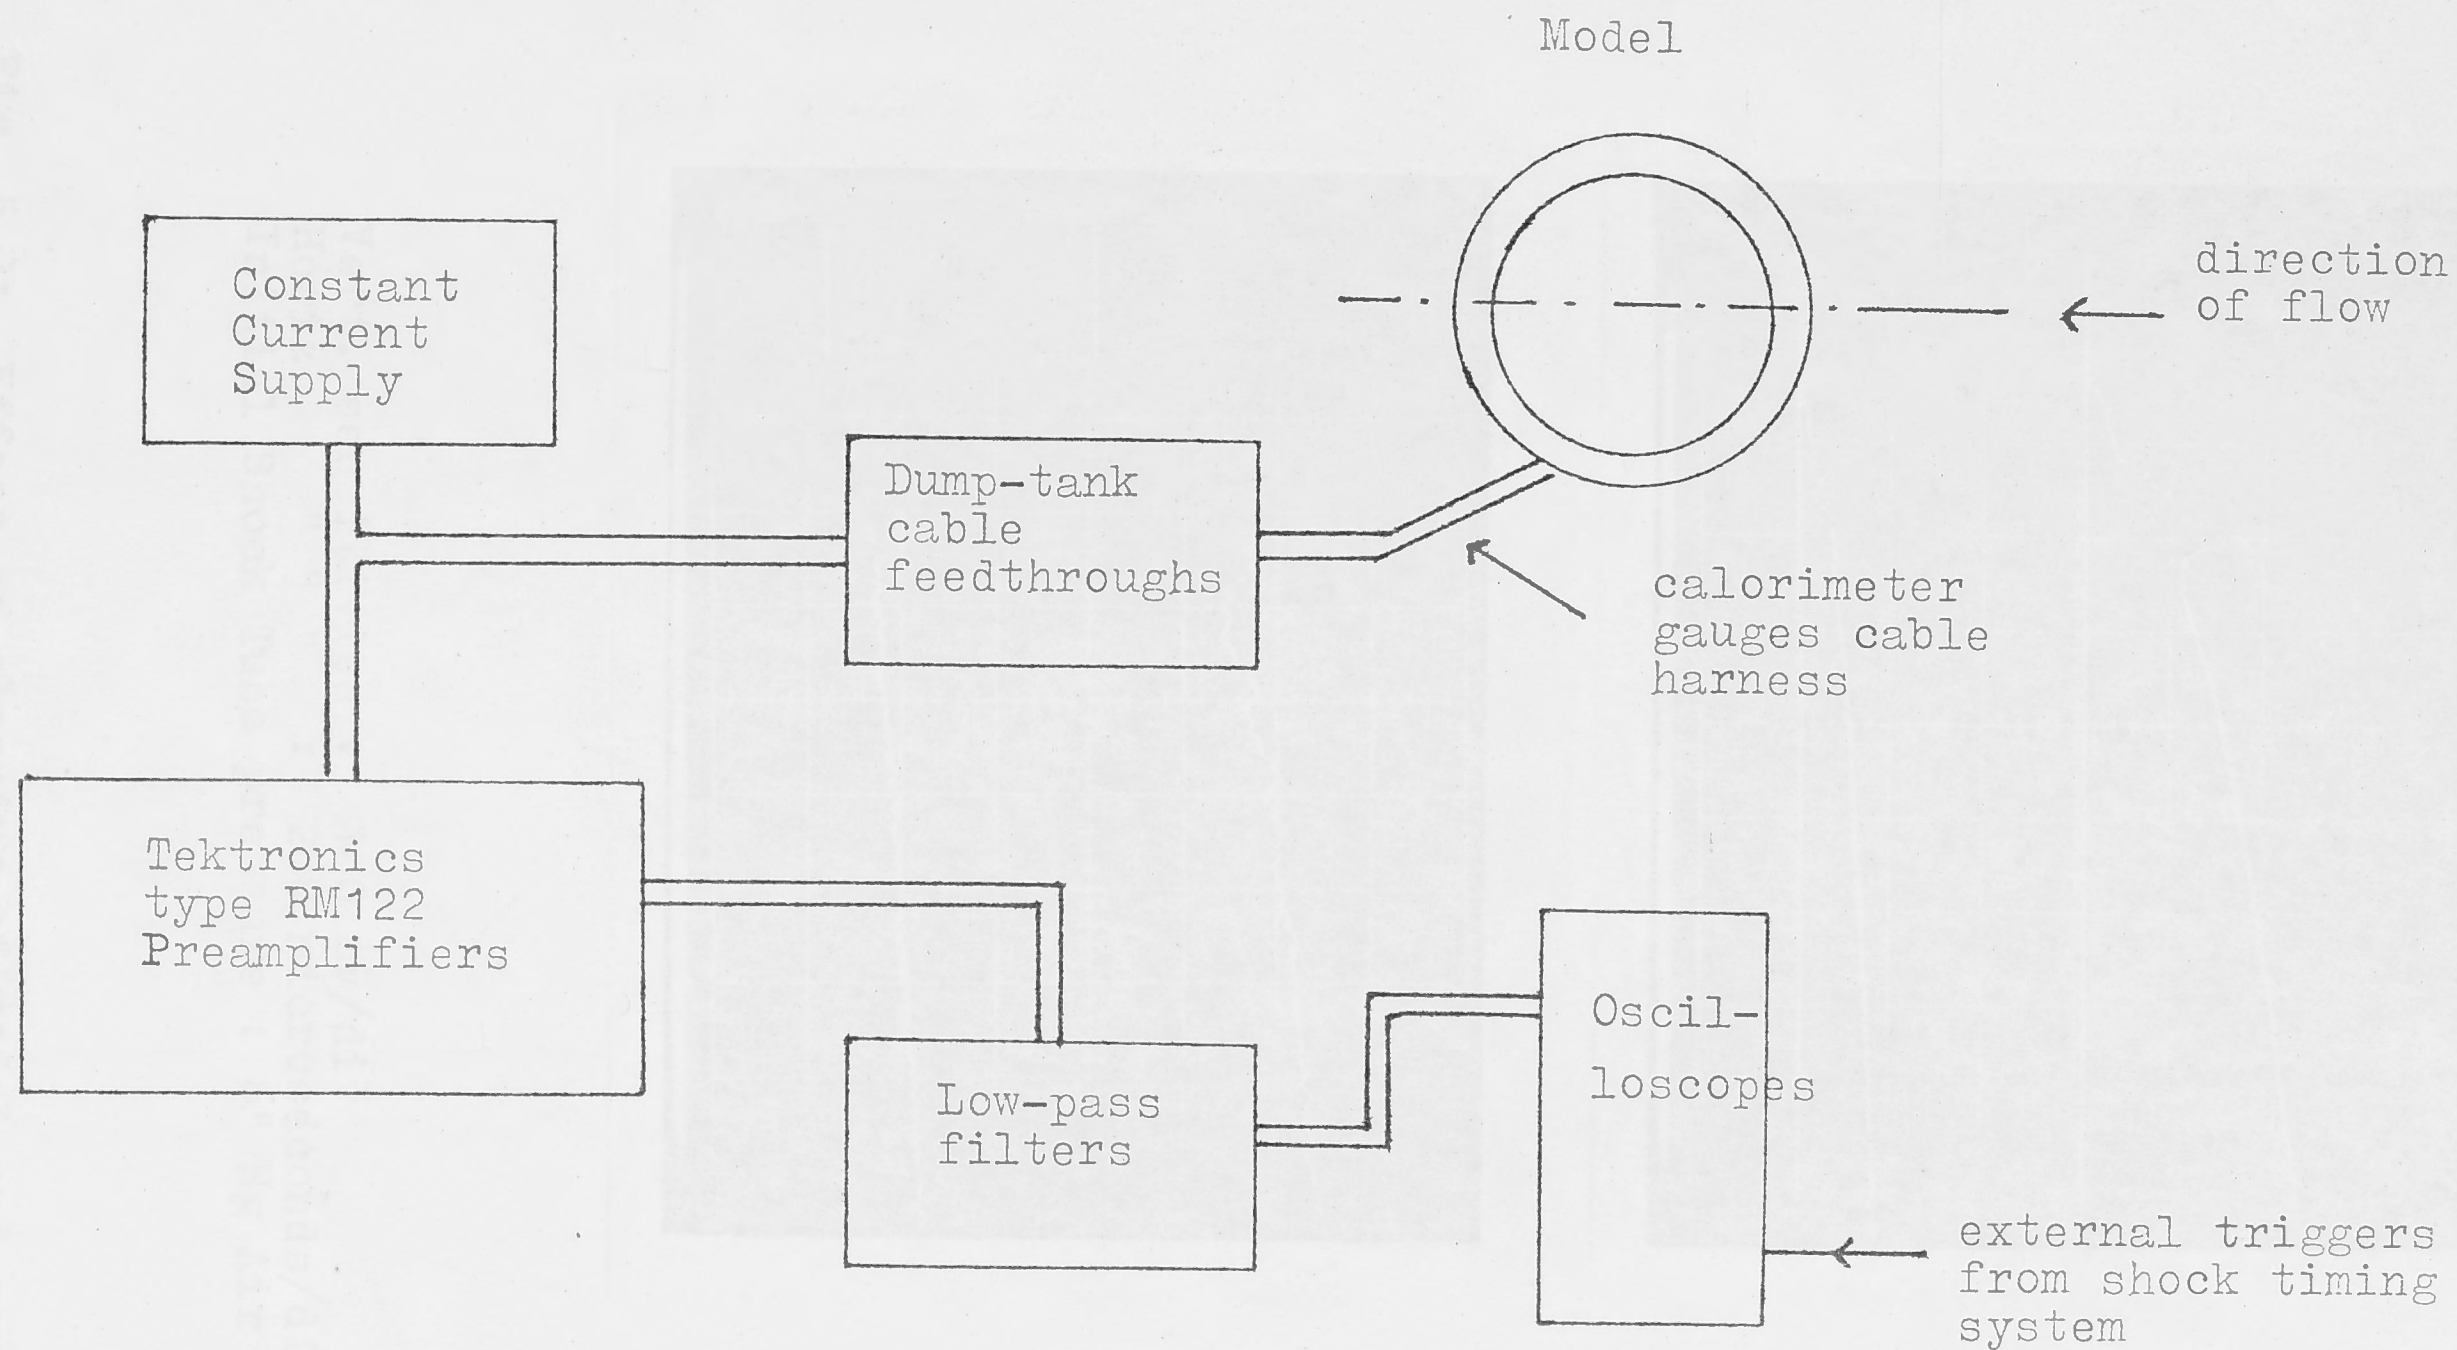 Model
direction
of flow
Constant
Current
Supply
Dump-tank
cable
feedthroughs
calorimeter
gauges cable
harness
Tektronics
type RM122
Preamplifiers
Low-pass
filters
Oscil-
loscopes
external triggers
from shock timing
system